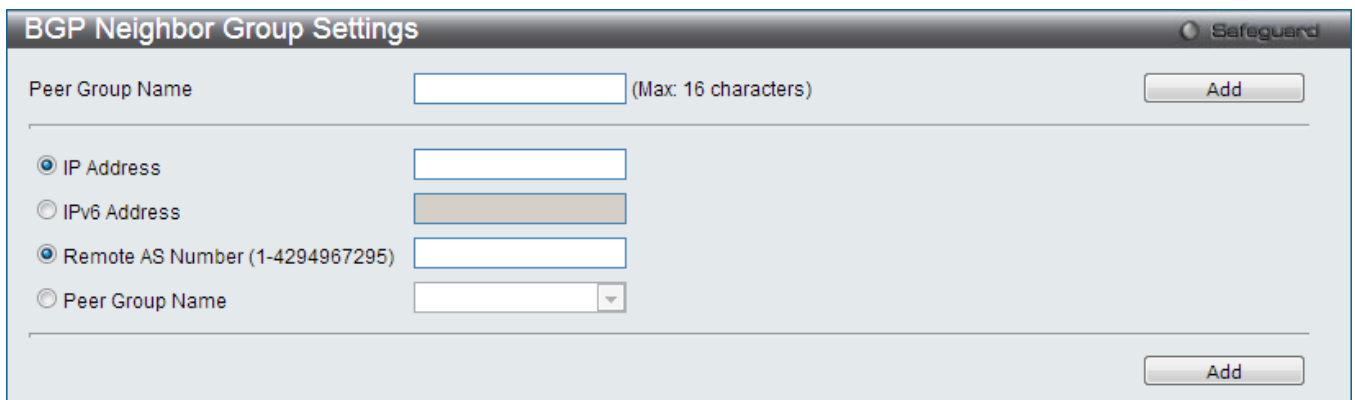 BGP Neighbor Group Settings Safeguard
Peer Group Name (Max: 16 characters) Add
IP Address
IPv6 Address
Remote AS Number (1-4294967295)
Peer Group Name
Add